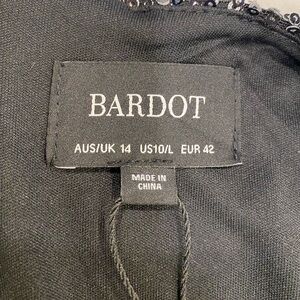 BARDOT
AUS/UK 14 US10/L EUR 42
MADE IN
CHINA